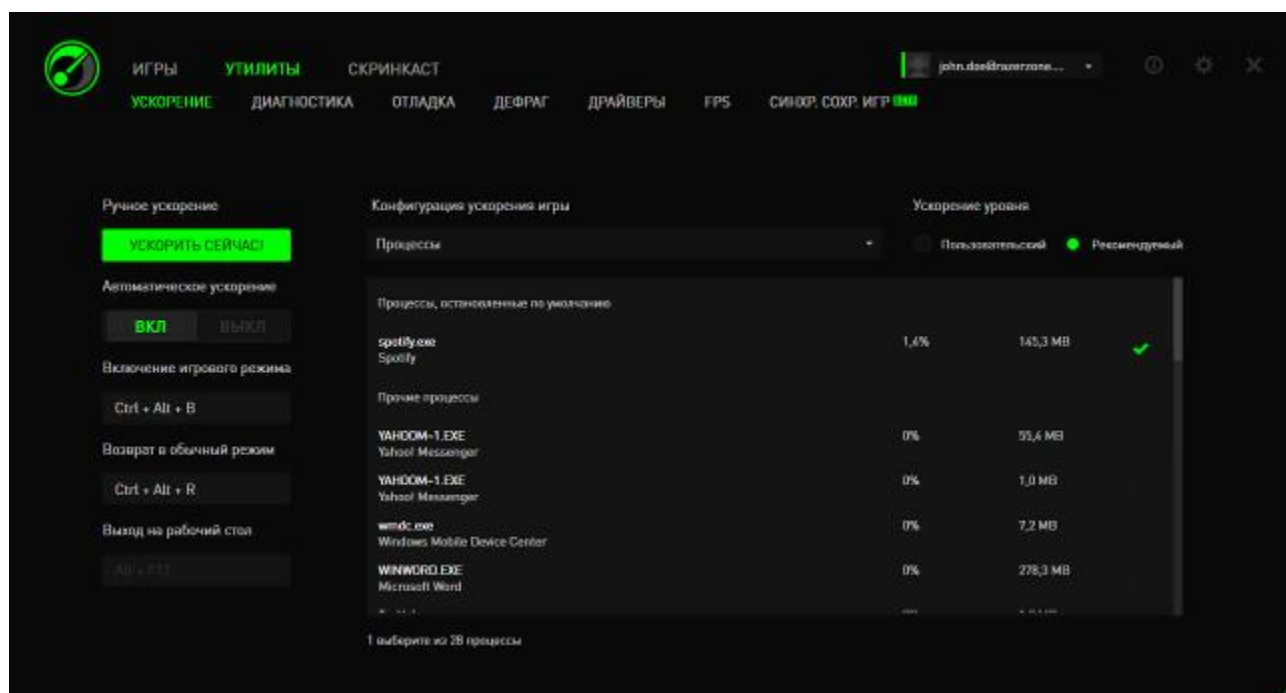 ИГРЫ УТИЛИТЫ СКРИНКАСТ
john.doe@razerzone....
УСКОРЕНИЕ ДИАГНОСТИКА ОТЛАДКА ДЕФРАГ ДРАЙВЕРЫ FPS СИНХР. СОХР. ИГР
Ручное ускорение
УСКОРИТЬ СЕЙЧАС!
Автоматическое ускорение
ВКЛ ВЫКЛ
Включение игрового режима
Ctrl + Alt + B
Возврат в обычный режим
Ctrl + Alt + R
Выход на рабочий стол
Конфигурация ускорения игры
Процессы
Ускорение уровня
Пользовательский Рекомендуемый
Процессы, остановленные по умолчанию
spotify.exe 1,6% 145,3 MB
Spotify
Прочие процессы
YAHOOM~1.EXE 0% 55,4 MB
Yahoo! Messenger
YAHOOM~1.EXE 0% 1,0 MB
Yahoo! Messenger
wmdc.exe 0% 7,2 MB
Windows Mobile Device Center
WINWORD.EXE 0% 278,3 MB
Microsoft Word
1 выберите из 28 процессы